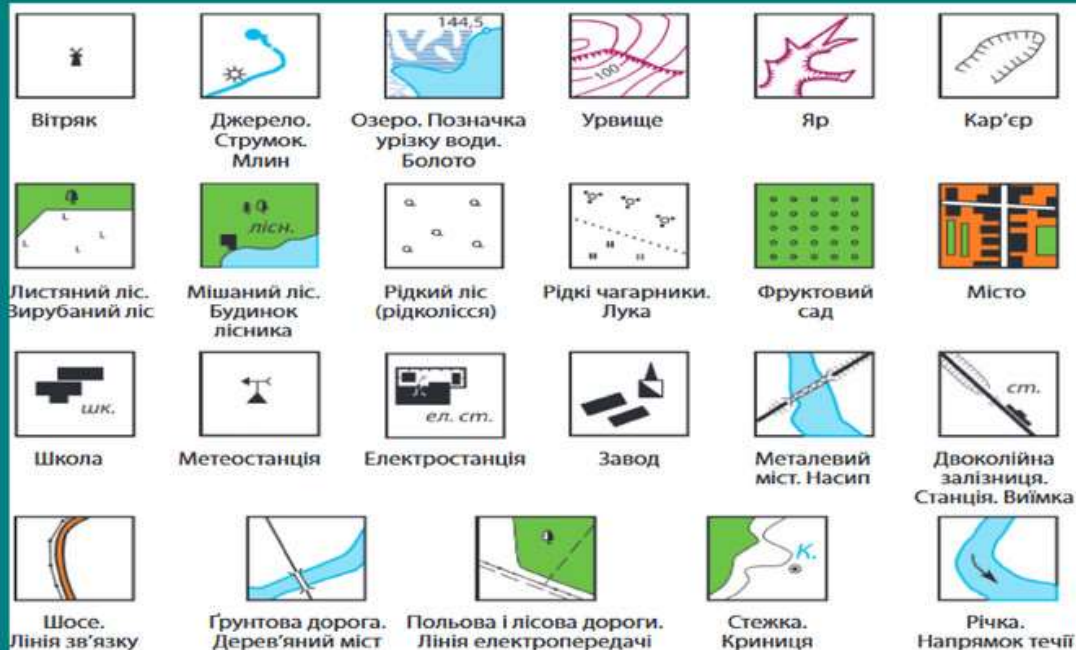 144,5
100
Вітряк
Джерело.
Струмок.
Млин
Озеро. Позначка
урізку води.
Болото
Урвище
Яр
Кар'єр
лісн.
Листяний ліс.
Вирубаний ліс
Мішаний ліс.
Будинок
лісника
Рідкий ліс
(рідколісся)
Рідкі чагарники.
Лука
Фруктовий
сад
Місто
шк.
ел. ст.
ст.
Школа
Метеостанція
Електростанція
Завод
Металевий
міст. Насип
Двоколійна
залізниця.
Станція. Виїмка
К.
Шосе.
Лінія зв'язку
Ґрунтова дорога.
Дерев'яний міст
Польова і лісова дороги.
Лінія електропередачі
Стежка.
Криниця
Річка.
Напрямок течії